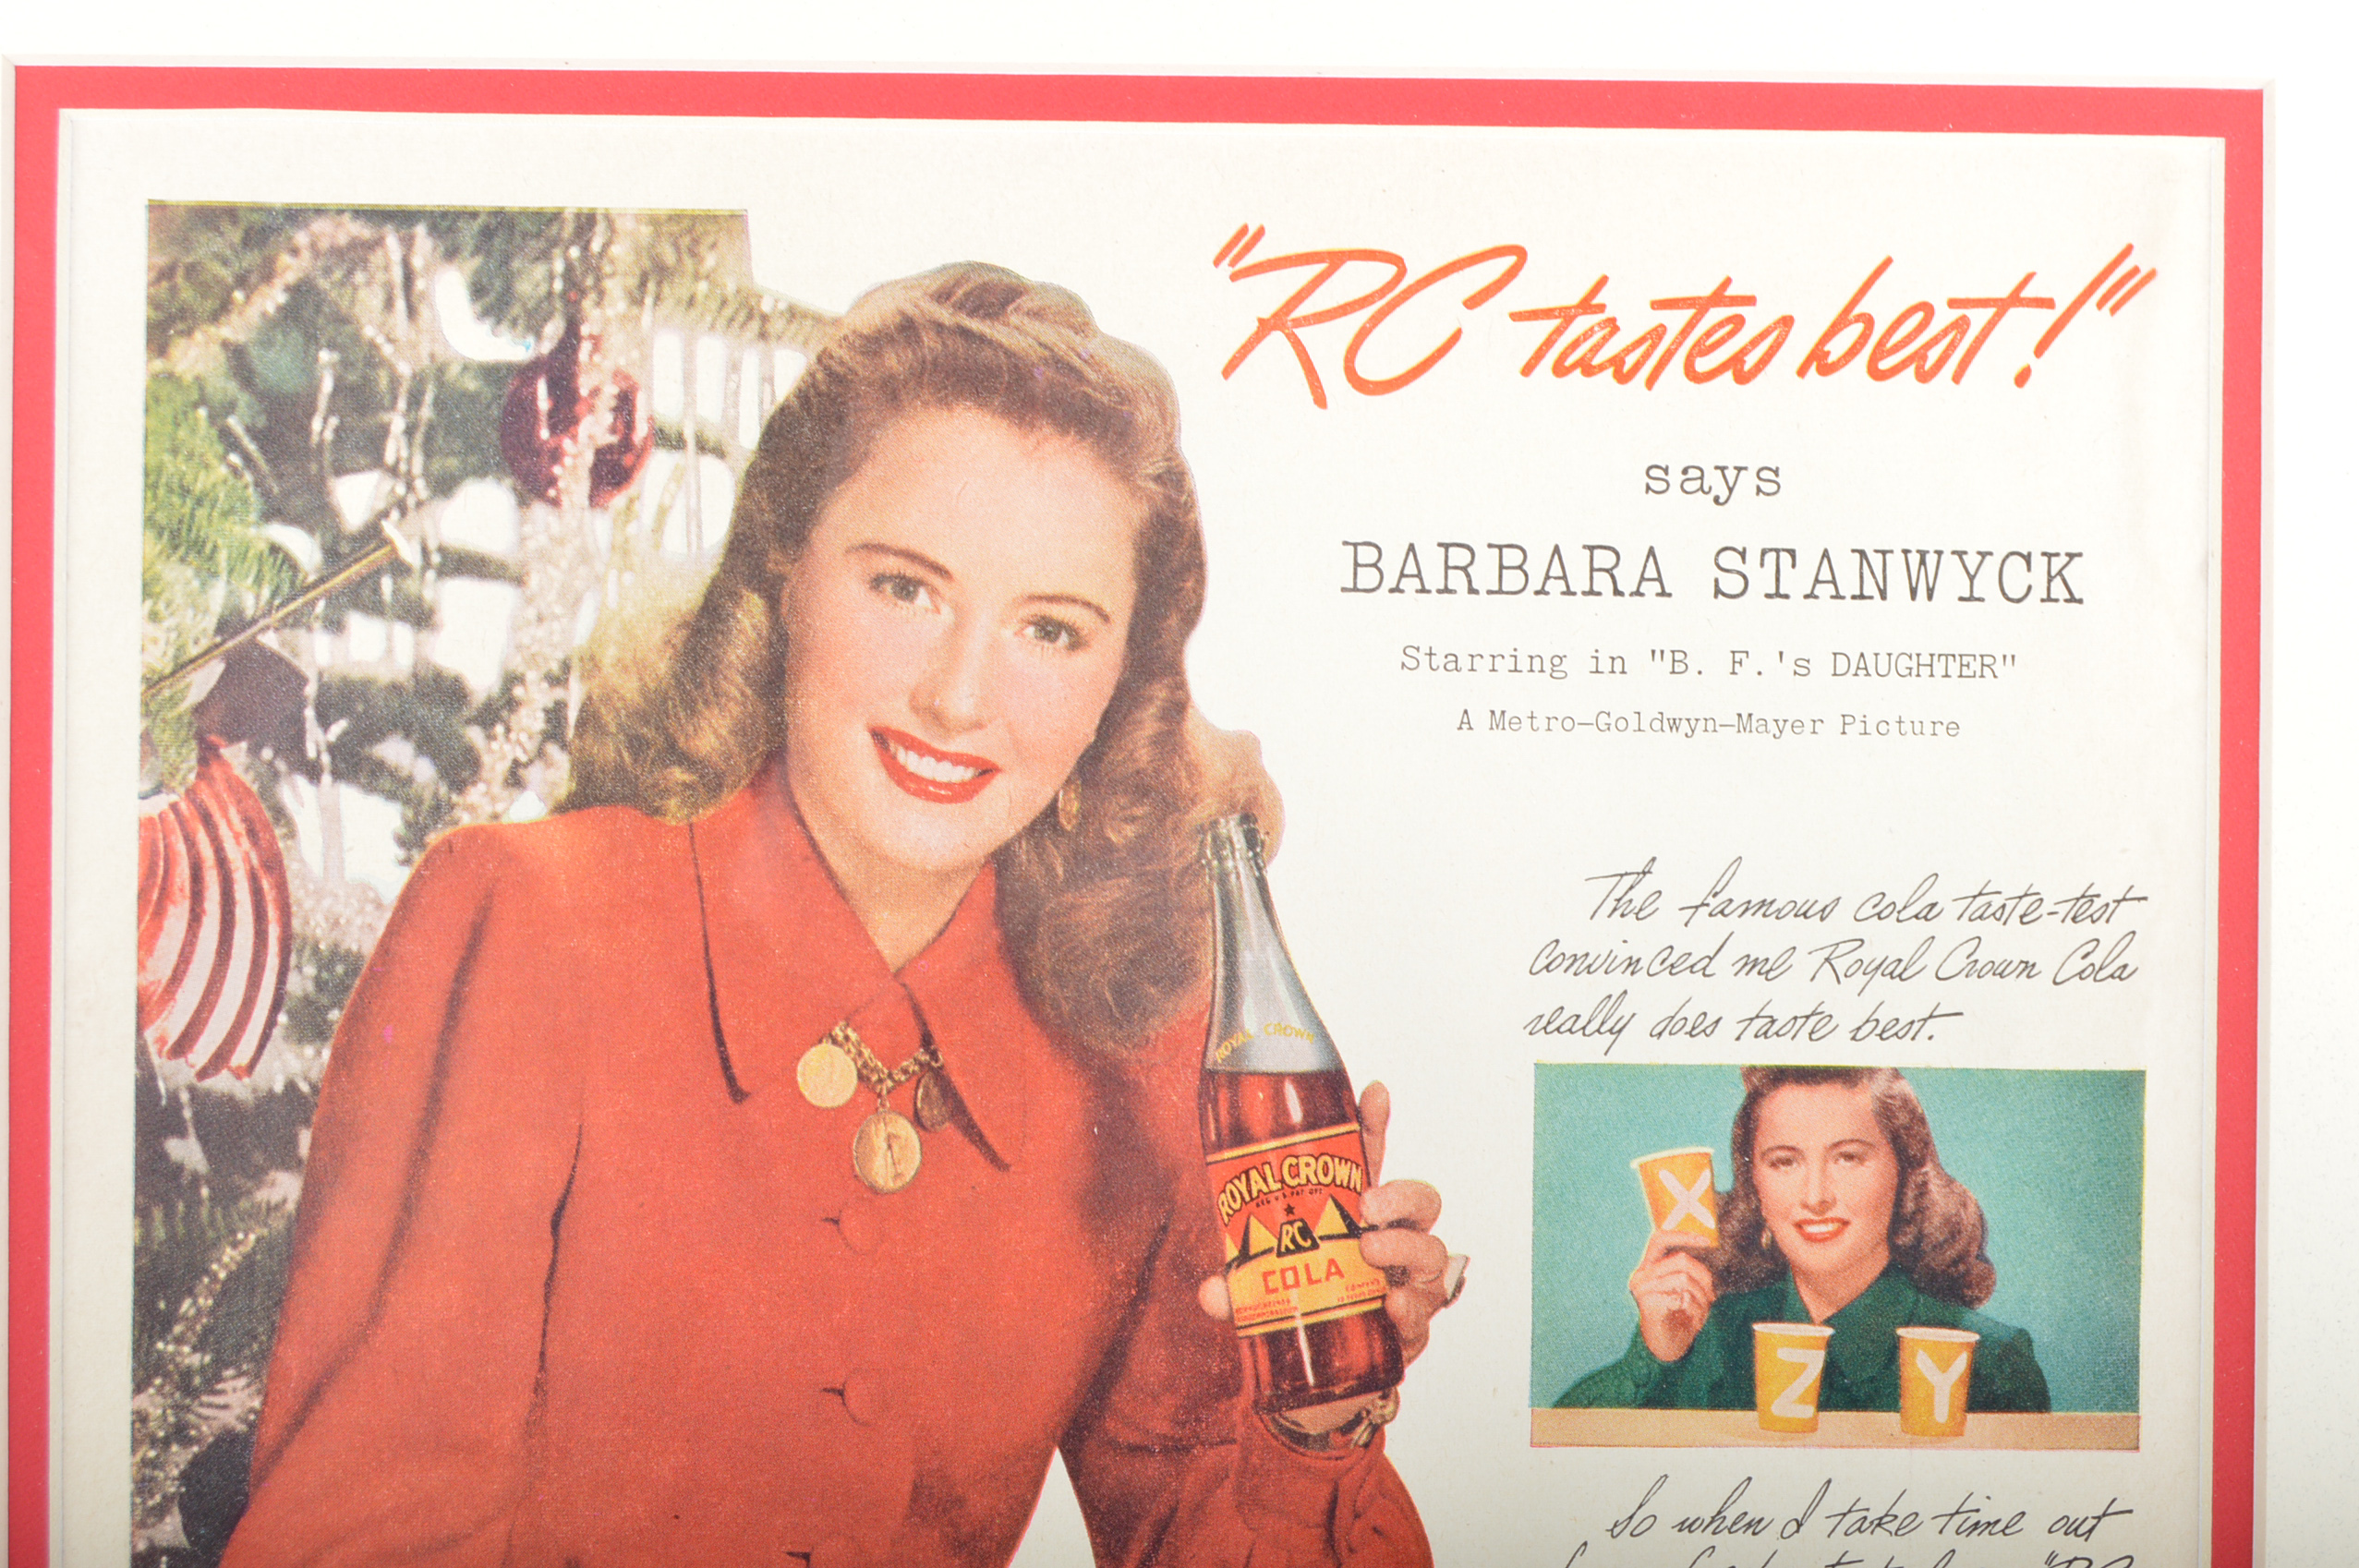 "RC tastes best!"
says
BARBARA STANWYCK
Starring in "B. F.'s DAUGHTER"
A Metro-Goldwyn-Mayer Picture
The famous cola taste-test
convinced me Royal Crown Cola
really does taste best.
ROYAL CROWN
ROYAL CROWN
RC
COLA
X
Z Y
So when I take time out
"RC